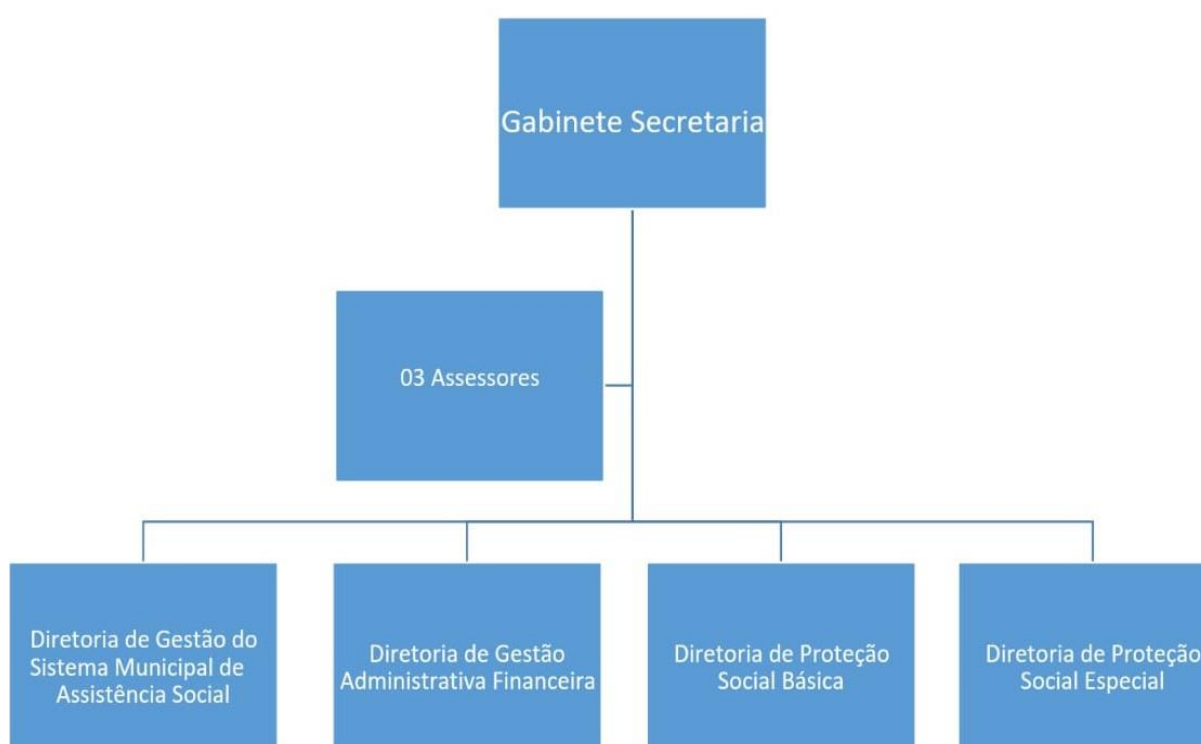 Gabinete Secretaria
03 Assessores
Diretoria de Gestão do
Sistema Municipal de
Assistência Social
Diretoria de Gestão
Administrativa Financeira
Diretoria de Proteção
Social Básica
Diretoria de Proteção
Social Especial